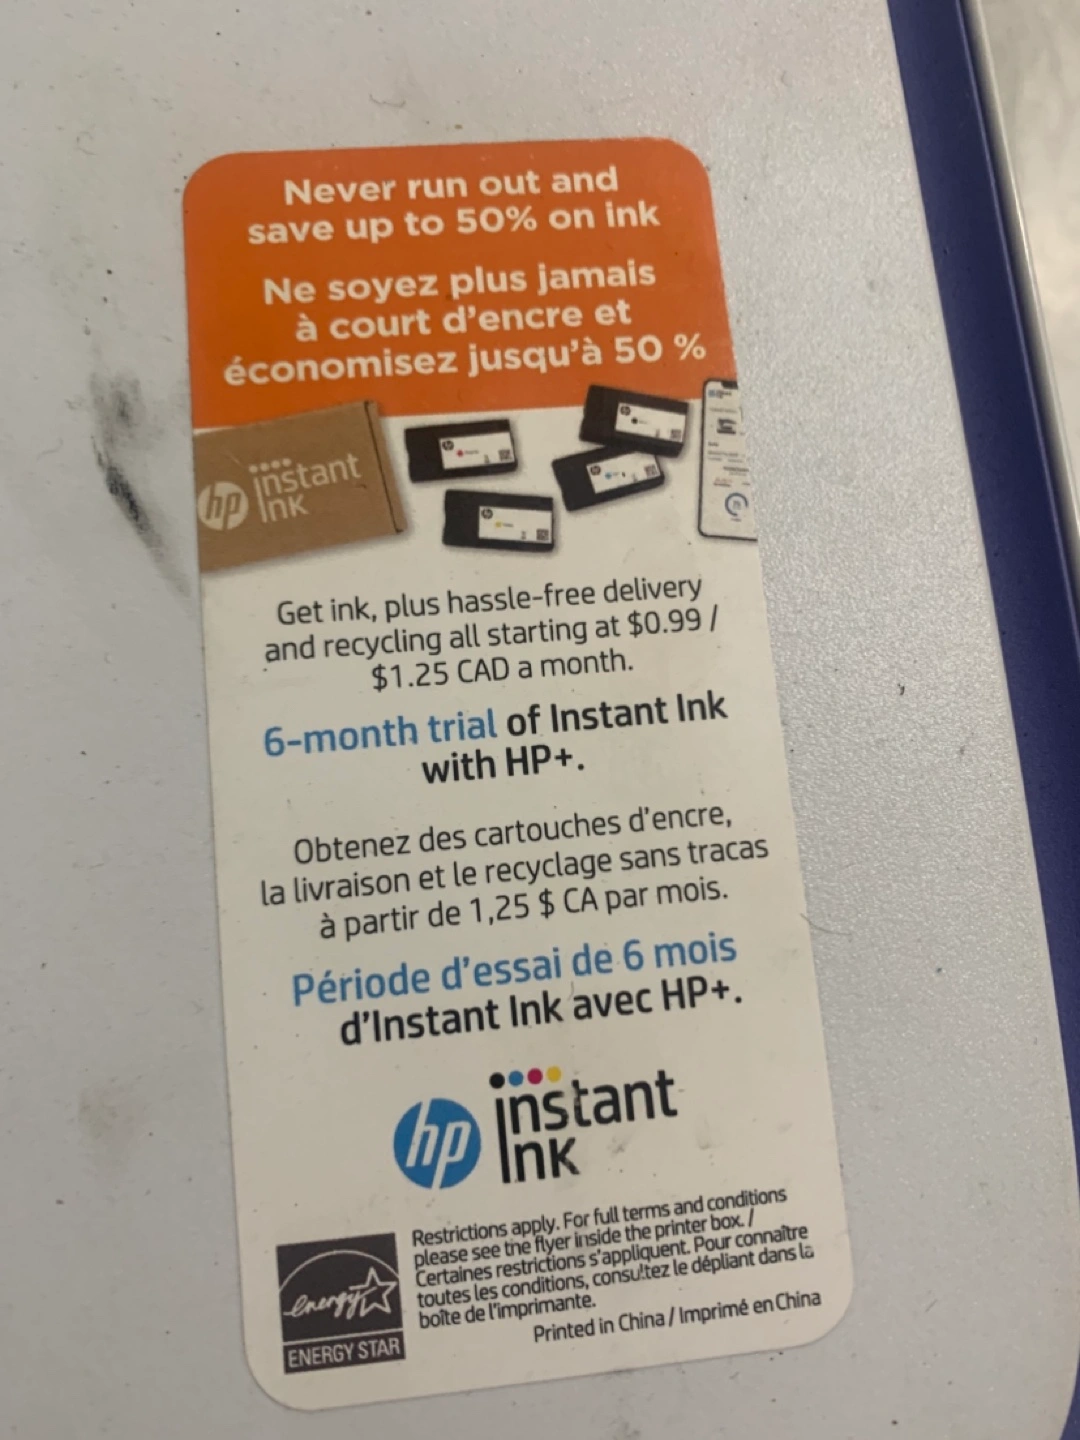 Never run out and
save up to 50% on ink
Ne soyez plus jamais
à court d'encre et
économisez jusqu'à 50 %
hp instant
ink
Get ink, plus hassle-free delivery
and recycling all starting at $0.99 /
$1.25 CAD a month.
6-month trial of Instant Ink
with HP+.
Obtenez des cartouches d'encre,
la livraison et le recyclage sans tracas
à partir de 1,25 $ CA par mois.
Période d'essai de 6 mois
d'Instant Ink avec HP+.
hp instant
ink
Restrictions apply. For full terms and conditions
please see the flyer inside the printer box. /
Certaines restrictions s'appliquent. Pour connaître
toutes les conditions, consultez le dépliant dans la
boîte de l'imprimante.
Printed in China / Imprimé en China
energy
ENERGY STAR